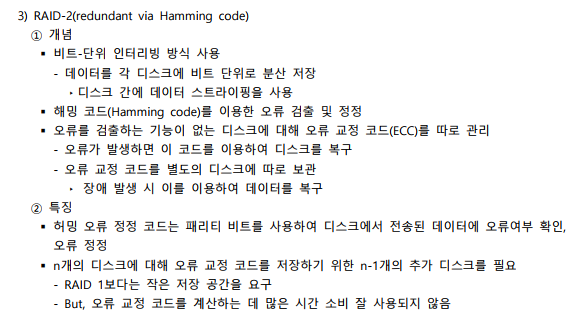 3) RAID-2(redundant via Hamming code)
① 개념
▪ 비트-단위 인터리빙 방식 사용
- 데이터를 각 디스크에 비트 단위로 분산 저장
‣ 디스크 간에 데이터 스트라이핑을 사용
▪ 해밍 코드(Hamming code)를 이용한 오류 검출 및 정정
▪ 오류를 검출하는 기능이 없는 디스크에 대해 오류 교정 코드(ECC)를 따로 관리
- 오류가 발생하면 이 코드를 이용하여 디스크를 복구
- 오류 교정 코드를 별도의 디스크에 따로 보관
‣ 장애 발생 시 이를 이용하여 데이터를 복구
② 특징
▪ 허밍 오류 정정 코드는 패리티 비트를 사용하여 디스크에서 전송된 데이터에 오류여부 확인,
오류 정정
▪ n개의 디스크에 대해 오류 교정 코드를 저장하기 위한 n-1개의 추가 디스크를 필요
- RAID 1보다는 작은 저장 공간을 요구
- But, 오류 교정 코드를 계산하는 데 많은 시간 소비 잘 사용되지 않음